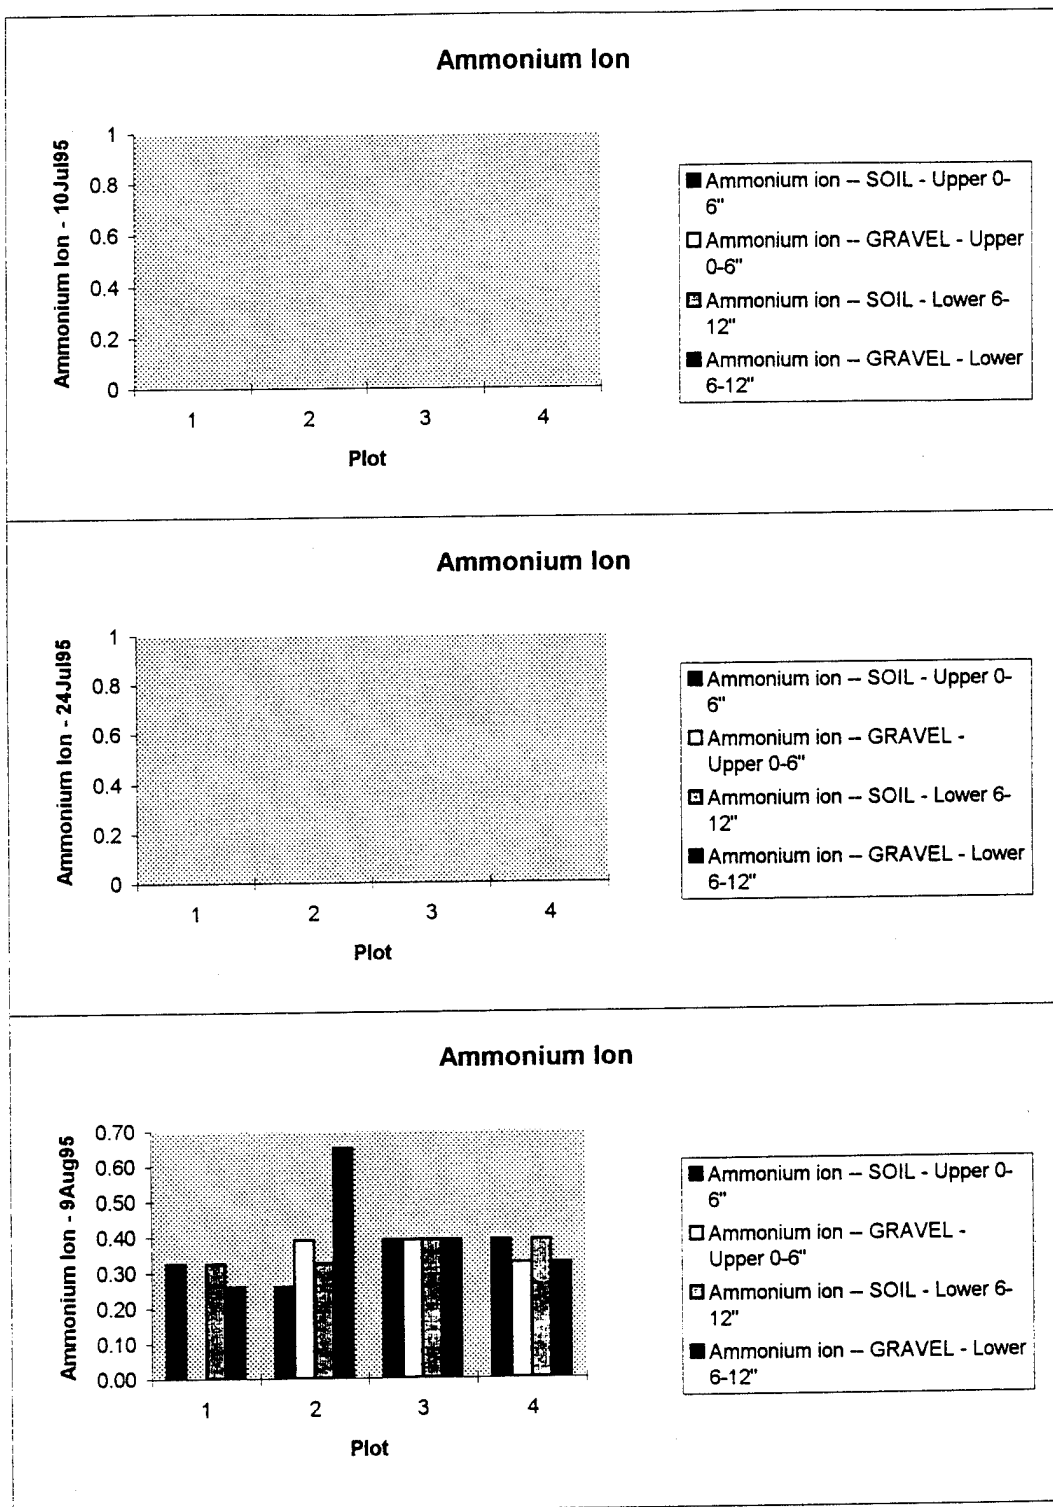 Ammonium Ion
Ammonium Ion - 10Jul95
1
0.8
0.6
0.4
0.2
0
1 2 3 4
Plot
Ammonium ion -- SOIL - Upper 0-
6"
Ammonium ion -- GRAVEL - Upper
0-6"
Ammonium ion -- SOIL - Lower 6-
12"
Ammonium ion -- GRAVEL - Lower
6-12"
Ammonium Ion
Ammonium Ion - 24Jul95
1
0.8
0.6
0.4
0.2
0
1 2 3 4
Plot
Ammonium ion -- SOIL - Upper 0-
6"
Ammonium ion -- GRAVEL -
Upper 0-6"
Ammonium ion -- SOIL - Lower 6-
12"
Ammonium ion -- GRAVEL - Lower
6-12"
Ammonium Ion
Ammonium Ion - 9Aug95
0.70
0.60
0.50
0.40
0.30
0.20
0.10
0.00
1 2 3 4
Plot
Ammonium ion -- SOIL - Upper 0-
6"
Ammonium ion -- GRAVEL -
Upper 0-6"
Ammonium ion -- SOIL - Lower 6-
12"
Ammonium ion -- GRAVEL - Lower
6-12"